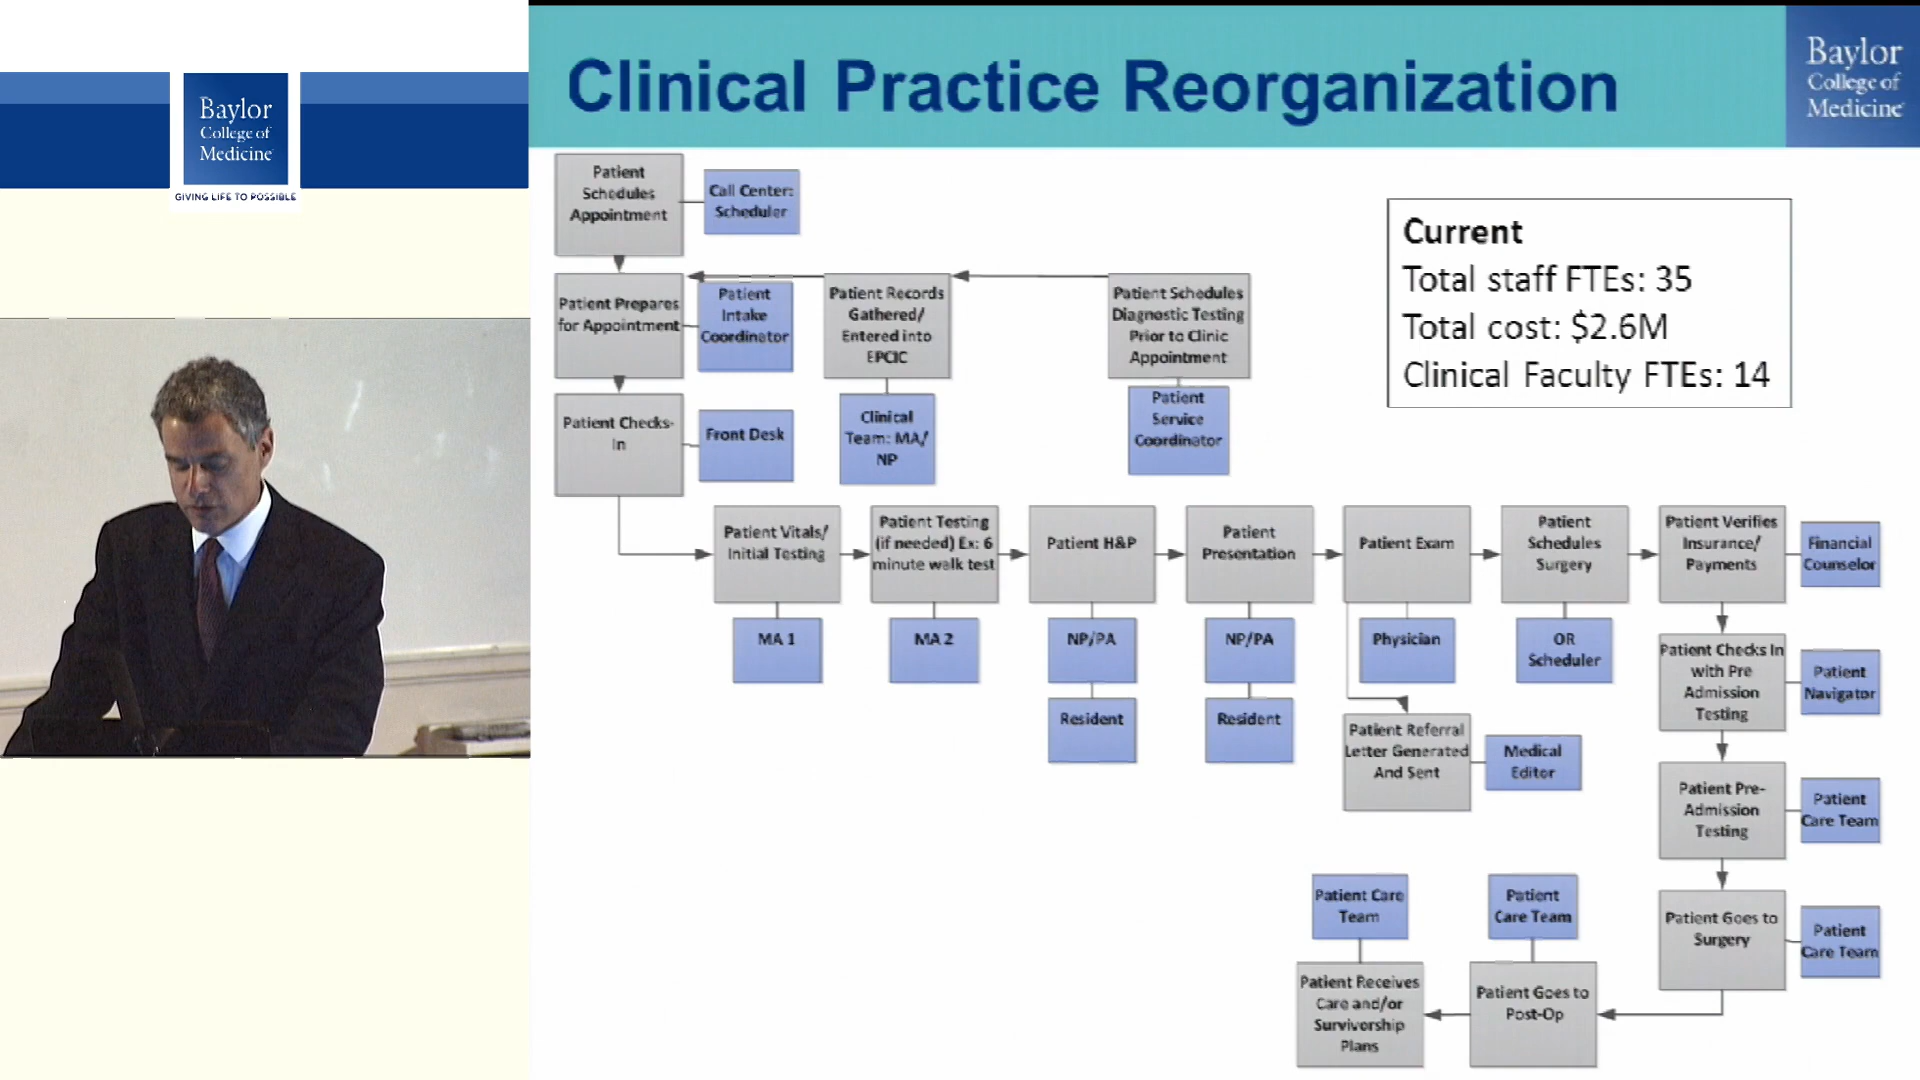 Baylor
College of
Medicine
GIVING LIFE TO POSSIBLE
Clinical Practice Reorganization
Baylor
College of
Medicine
Patient
Schedules
Appointment
Call Center:
Scheduler
Current
Total staff FTEs: 35
Total cost: $2.6M
Clinical Faculty FTEs: 14
Patient Prepares
for Appointment
Patient
Intake
Coordinator
Patient Records
Gathered/
Entered into
EPCIC
Patient Schedules
Diagnostic Testing
Prior to Clinic
Appointment
Clinical
Team: MA/
NP
Patient
Service
Coordinator
Patient Checks-
In
Front Desk
Patient Vitals/
Initial Testing
Patient Testing
(if needed) Ex: 6
minute walk test
Patient H&P
Patient
Presentation
Patient Exam
Patient
Schedules
Surgery
Patient Verifies
Insurance/
Payments
Financial
Counselor
MA 1
MA 2
NP/PA
NP/PA
Physician
OR
Scheduler
Resident
Resident
Patient Checks In
with Pre
Admission
Testing
Patient
Navigator
Patient Referral
Letter Generated
And Sent
Medical
Editor
Patient Pre-
Admission
Testing
Patient
Care Team
Patient Goes to
Surgery
Patient
Care Team
Patient Care
Team
Patient
Care Team
Patient Receives
Care and/or
Survivorship
Plans
Patient Goes to
Post-Op